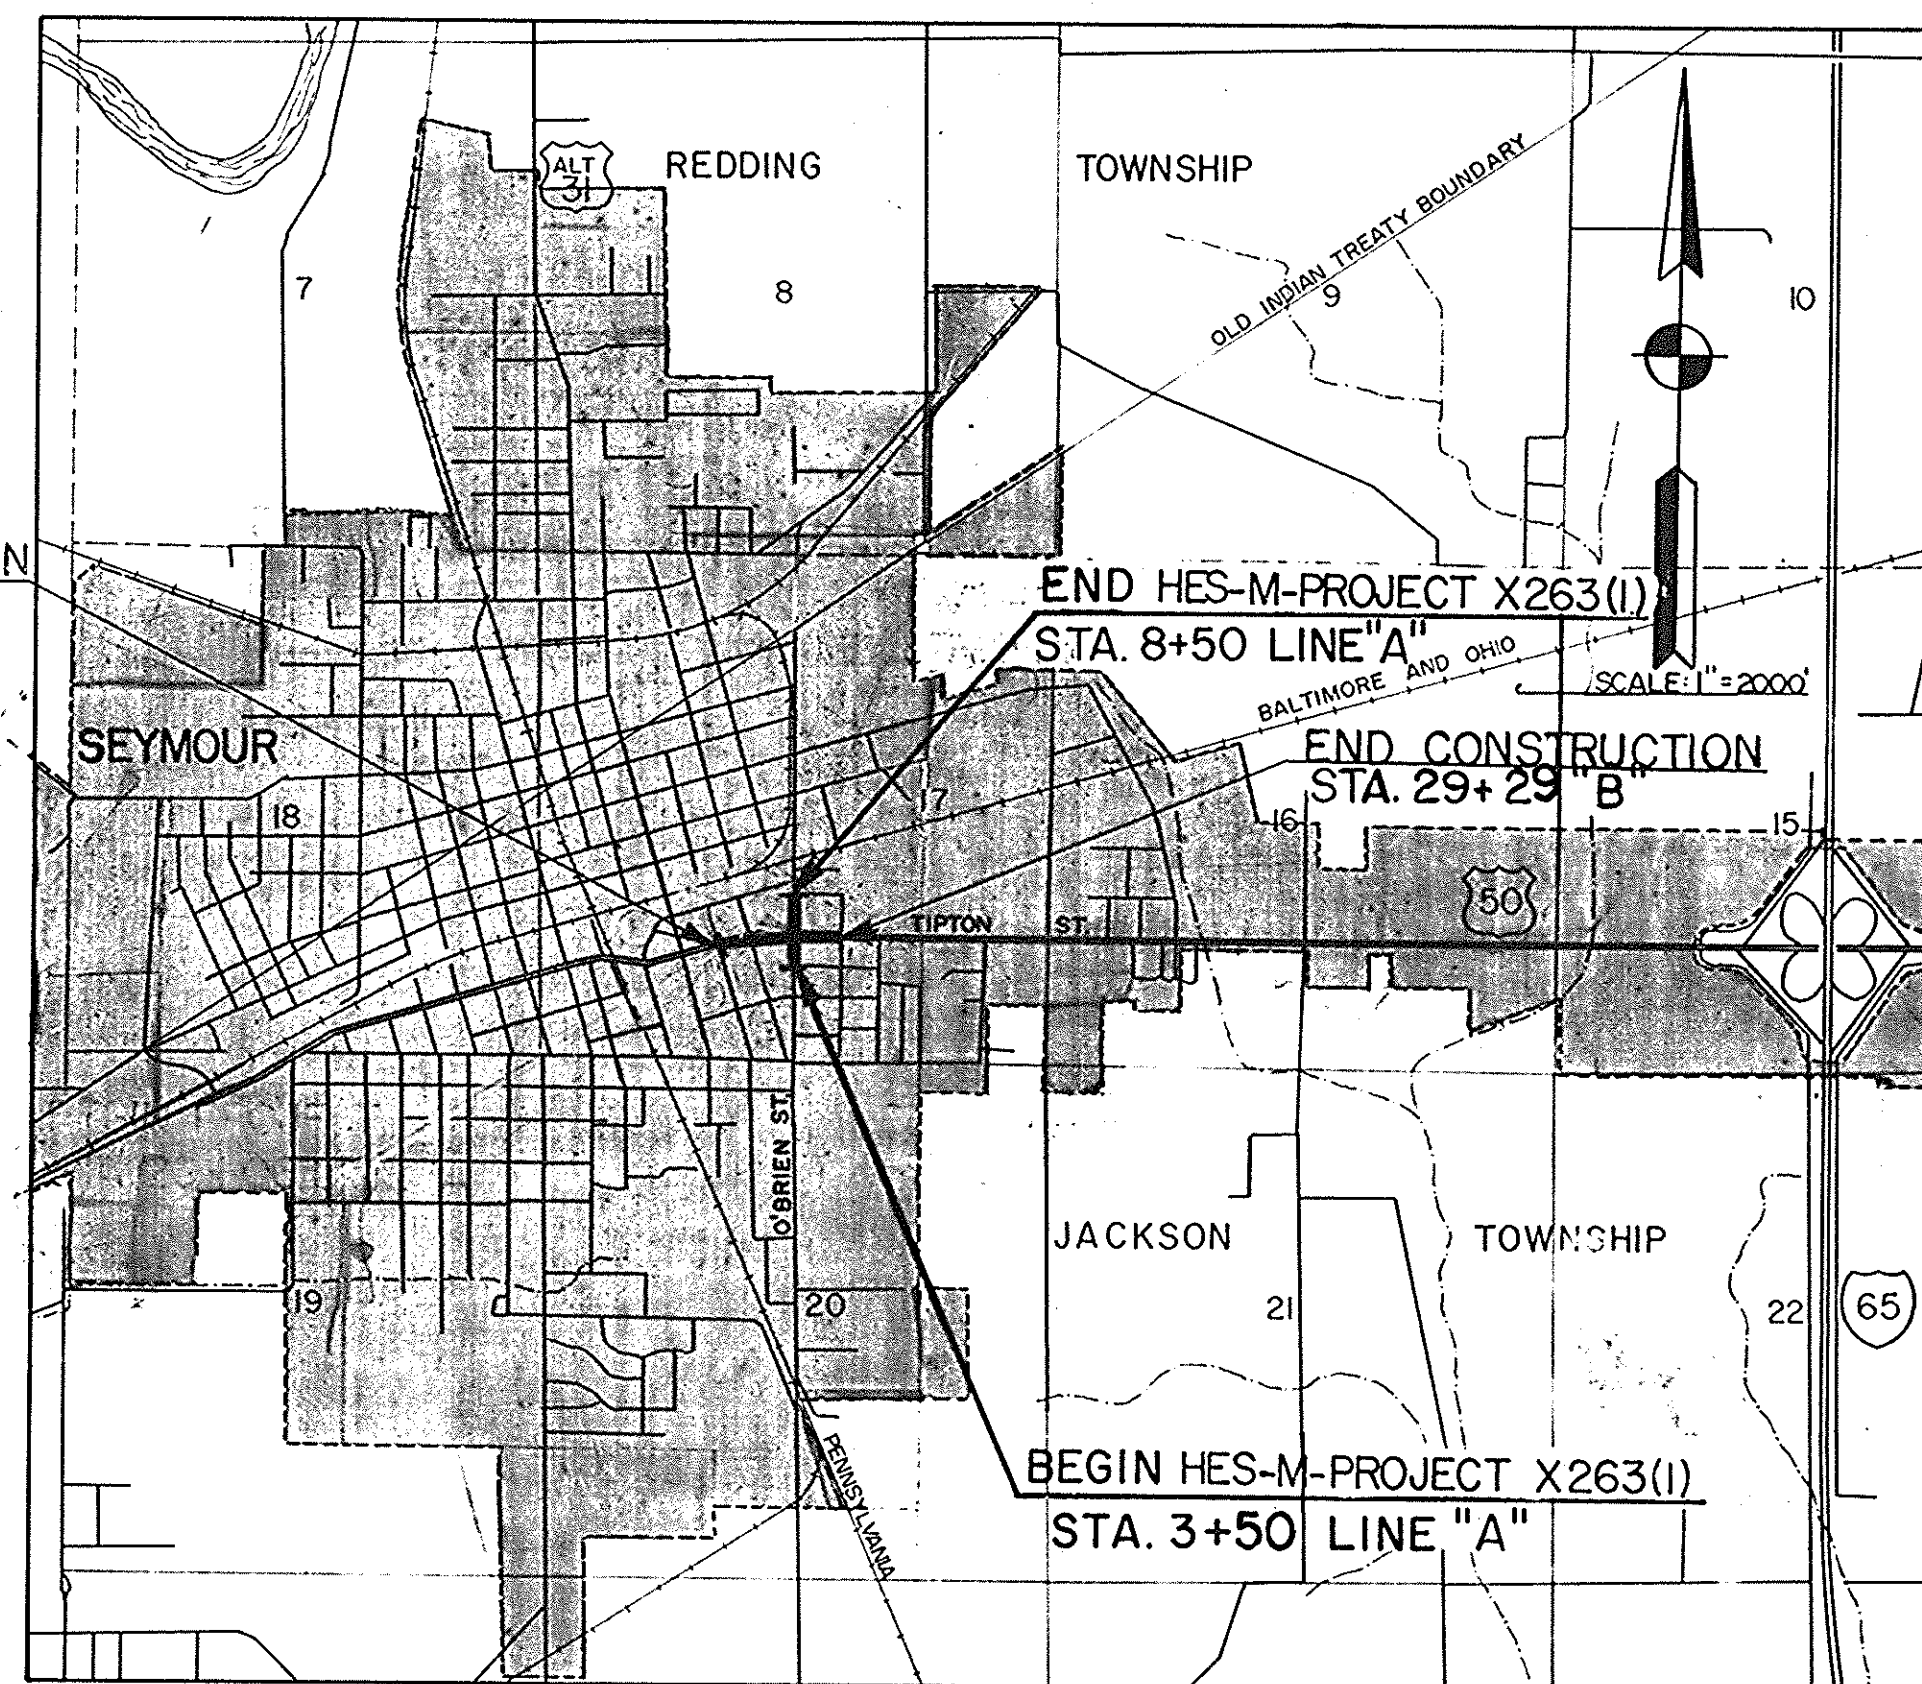 ALT
31
REDDING TOWNSHIP
OLD INDIAN TREATY BOUNDARY
7
8
9
10
N
END HES-M-PROJECT X263(1)
STA. 8+50 LINE "A"
BALTIMORE AND OHIO
SCALE: 1" = 2000'
SEYMOUR
END CONSTRUCTION
STA. 29+29 "B"
18
17
16
15
50
TIPTON ST.
O'BRIEN ST.
JACKSON TOWNSHIP
19
20
21
22
65
PENNSYLVANIA
BEGIN HES-M-PROJECT X263(1)
STA. 3+50 LINE "A"